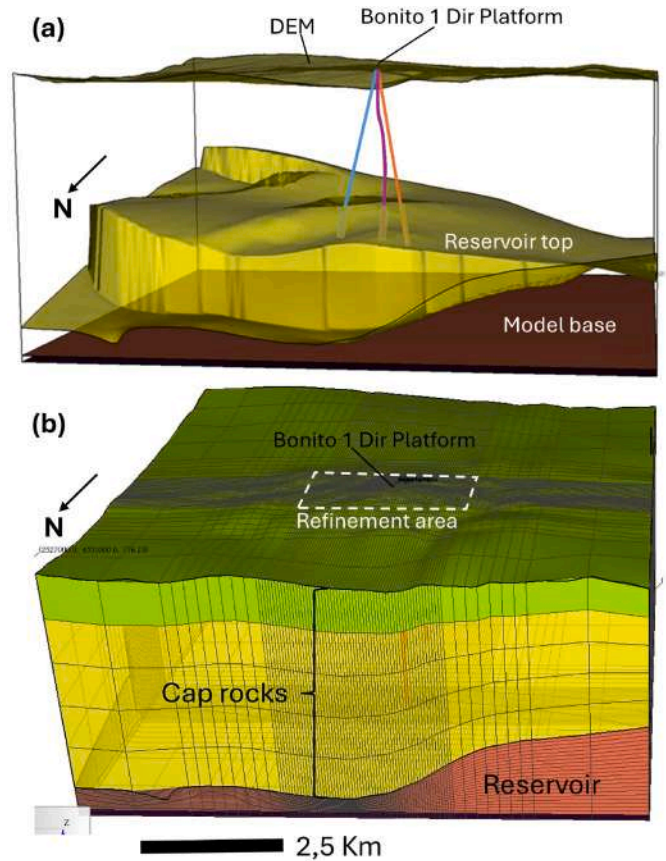 (a)
DEM
Bonito 1 Dir Platform
N
Reservoir top
Model base
(b)
Bonito 1 Dir Platform
N
Refinement area
Cap rocks
Reservoir
z
2,5 Km